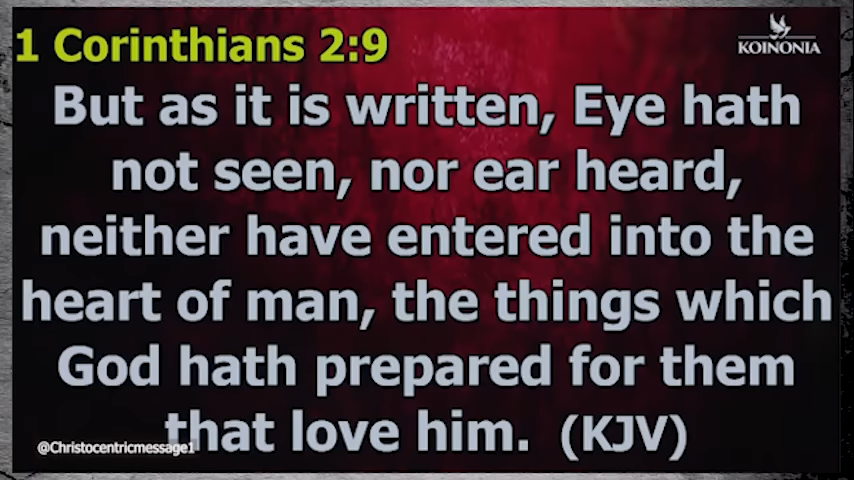 1 Corinthians 2:9
KOINONIA
But as it is written, Eye hath
not seen, nor ear heard,
neither have entered into the
heart of man, the things which
God hath prepared for them
that love him. (KJV)
@Christocentricmessage1